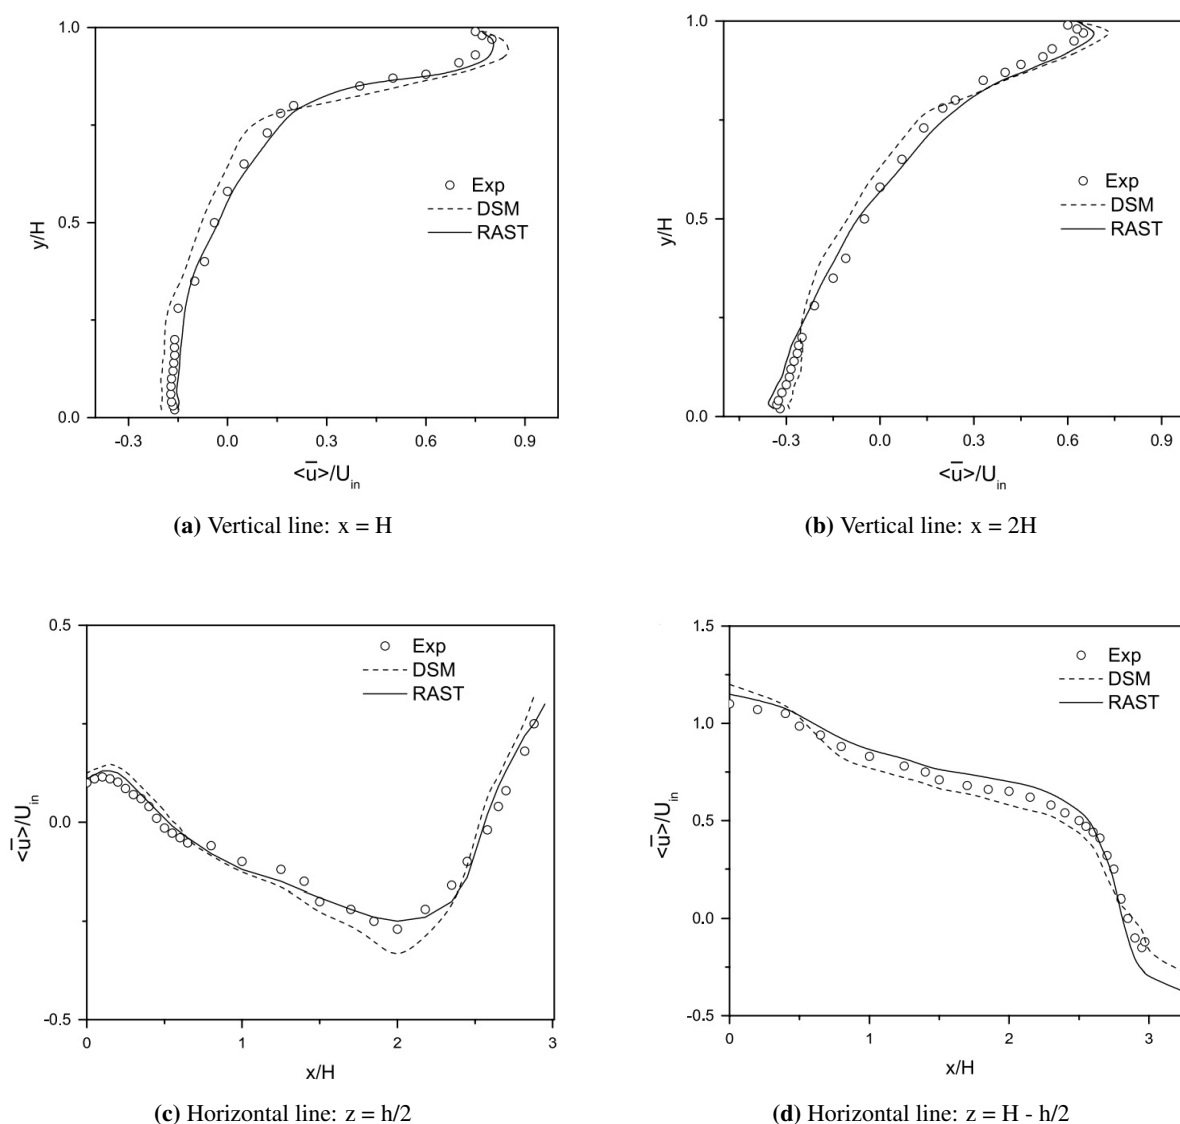 1.0
0.5
0.0
y/H
-0.3 0.0 0.3 0.6 0.9
<u̅>/U_in
Exp
DSM
RAST
(a) Vertical line: x = H
1.0
0.5
0.0
y/H
-0.3 0.0 0.3 0.6 0.9
<u̅>/U_in
Exp
DSM
RAST
(b) Vertical line: x = 2H
0.5
0.0
-0.5
<u̅>/U_in
0 1 2 3
x/H
Exp
DSM
RAST
(c) Horizontal line: z = h/2
1.5
1.0
0.5
0.0
-0.5
<u̅>/U_in
0 1 2 3
x/H
Exp
DSM
RAST
(d) Horizontal line: z = H - h/2